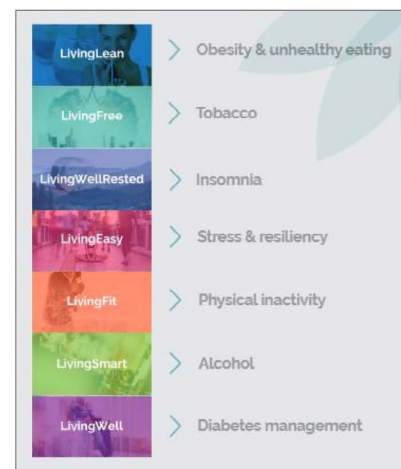 LivingLean
Obesity & unhealthy eating
LivingFree
Tobacco
LivingWellRested
Insomnia
LivingEasy
Stress & resiliency
LivingFit
Physical inactivity
LivingSmart
Alcohol
LivingWell
Diabetes management